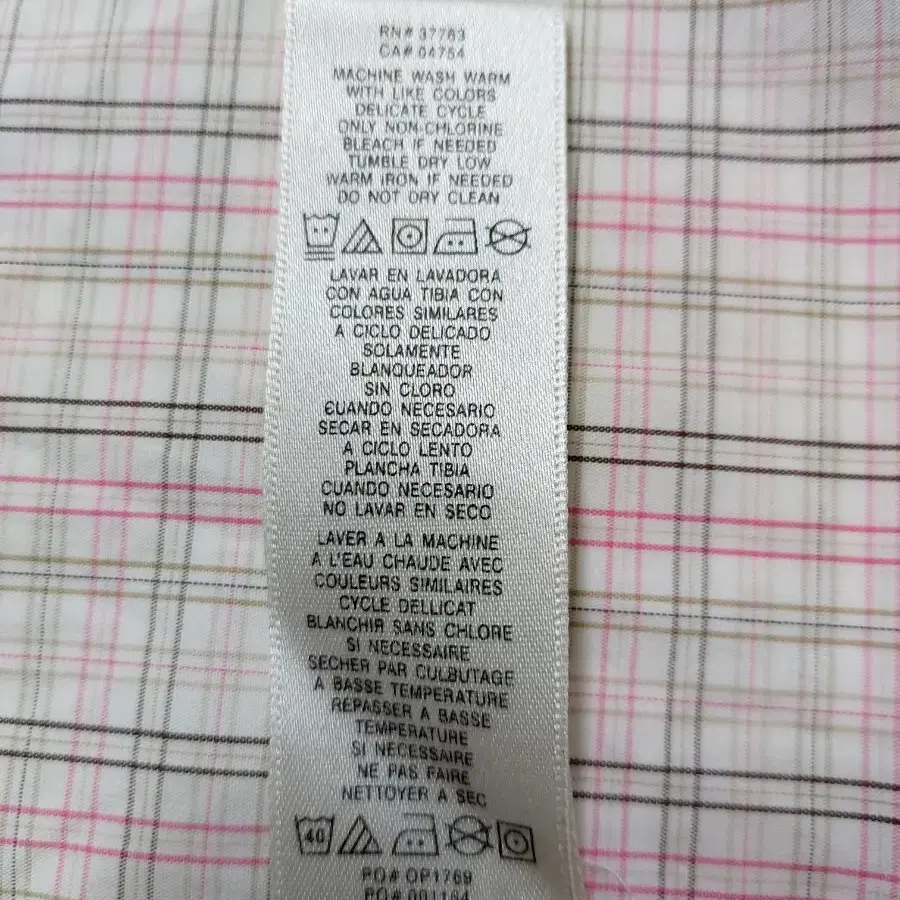 RN# 37763
CA# 04754
MACHINE WASH WARM
WITH LIKE COLORS
DELICATE CYCLE
ONLY NON-CHLORINE
BLEACH IF NEEDED
TUMBLE DRY LOW
WARM IRON IF NEEDED
DO NOT DRY CLEAN
LAVAR EN LAVADORA
CON AGUA TIBIA CON
COLORES SIMILARES
A CICLO DELICADO
SOLAMENTE
BLANQUEADOR
SIN CLORO
CUANDO NECESARIO
SECAR EN SECADORA
A CICLO LENTO
PLANCHA TIBIA
CUANDO NECESARIO
NO LAVAR EN SECO
LAVER A LA MACHINE
A L'EAU CHAUDE AVEC
COULEURS SIMILAIRES
CYCLE DELLICAT
BLANCHIR SANS CHLORE
SI NECESSAIRE
SECHER PAR CULBUTAGE
A BASSE TEMPERATURE
REPASSER A BASSE
TEMPERATURE
SI NECESSAIRE
NE PAS FAIRE
NETTOYER A SEC
40
PO# OP1769
PO# 001164